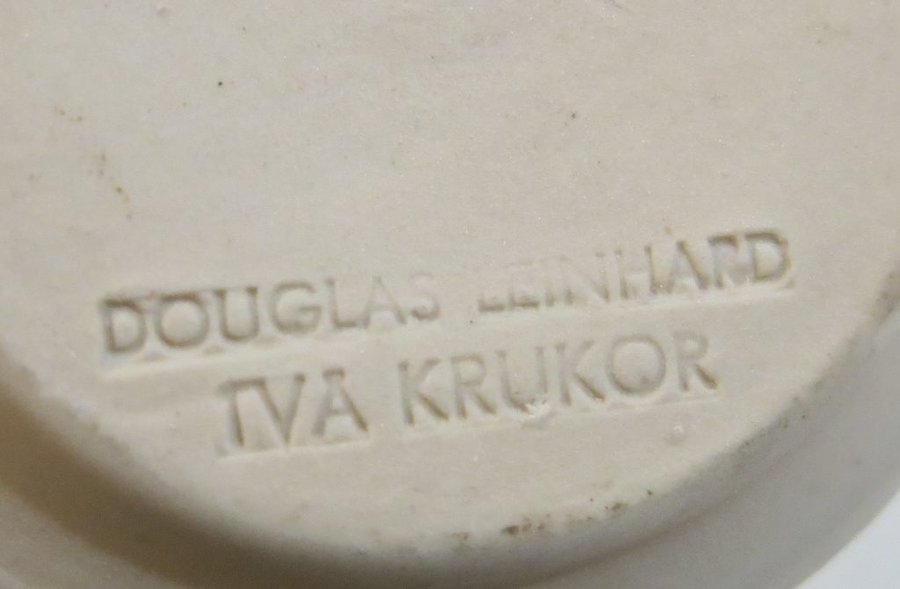 DOUGLAS LEINHARD
TVÅ KRUKOR